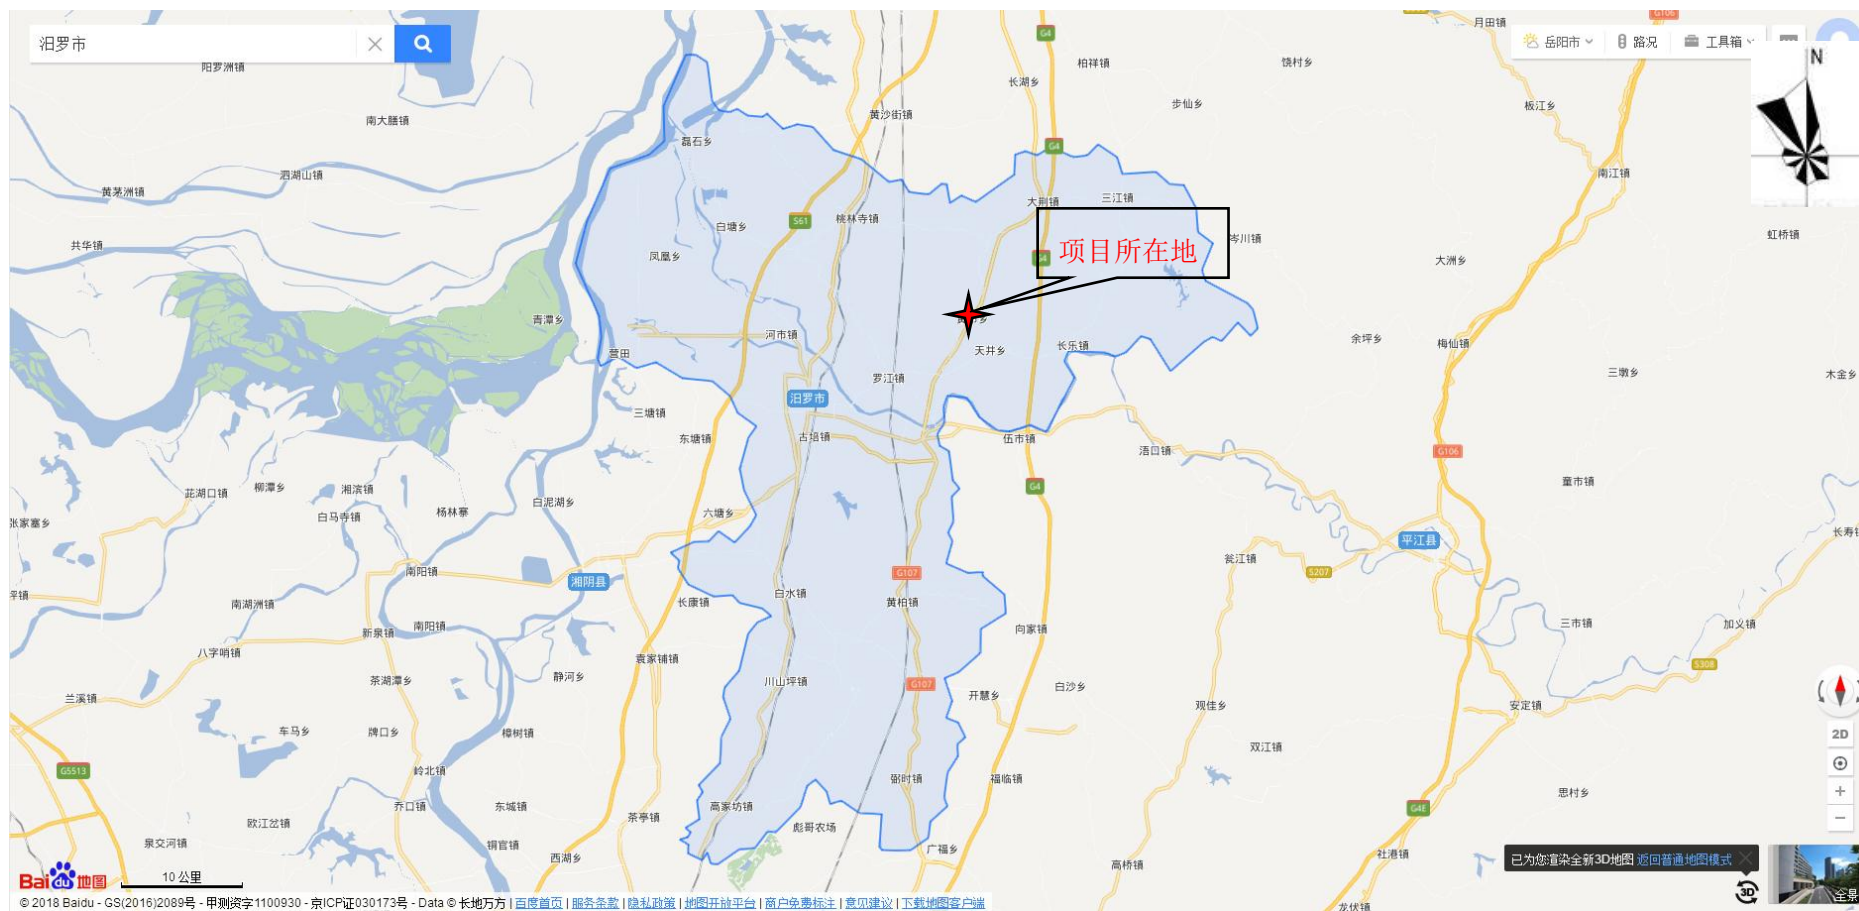 汨罗市
岳阳市
路况
工具箱
N
G4
G106
月田镇
阳罗洲镇
柏祥镇
饶村乡
长湖乡
步仙乡
板江乡
南大膳镇
黄沙街镇
磊石乡
G4
泗湖山镇
黄茅洲镇
南江镇
大荆镇
三江镇
白塘乡
S61
桃林寺镇
虹桥镇
共华镇
凤凰乡
项目所在地
岑川镇
G4
大洲乡
青潭乡
河市镇
营田
天井乡
长乐镇
余坪乡
梅仙镇
罗江镇
三墩乡
木金乡
汨罗市
三塘镇
东塘镇
古培镇
伍市镇
浯口镇
G106
茈湖口镇
柳潭乡
湘滨镇
白泥湖乡
G4
童市镇
张家塞乡
白马寺镇
杨林寨
六塘乡
平江县
南阳镇
湘阴县
G107
瓮江镇
S207
坪镇
南湖洲镇
白水镇
黄柏镇
长康镇
新泉镇
南阳镇
向家镇
三市镇
加义镇
八字哨镇
袁家铺镇
S308
茶湖潭乡
静河乡
川山坪镇
G107
开慧乡
白沙乡
兰溪镇
观佳乡
安定镇
车马乡
牌口乡
樟树镇
双江镇
2D
G5513
岭北镇
弼时镇
福临镇
思村乡
乔口镇
东城镇
茶亭镇
高家坊镇
G4E
欧江岔镇
彪哥农场
泉交河镇
铜官镇
西湖乡
广福乡
高桥镇
社港镇
已为您渲染全新3D地图 返回普通地图模式
Bai du 地图
10 公里
3D
全景
龙伏镇
© 2018 Baidu - GS(2016)2089号 - 甲测资字1100930 - 京ICP证030173号 - Data © 长地万方 | 百度首页 | 服务条款 | 隐私政策 | 地图开放平台 | 商户免费标注 | 意见建议 | 下载地图客户端